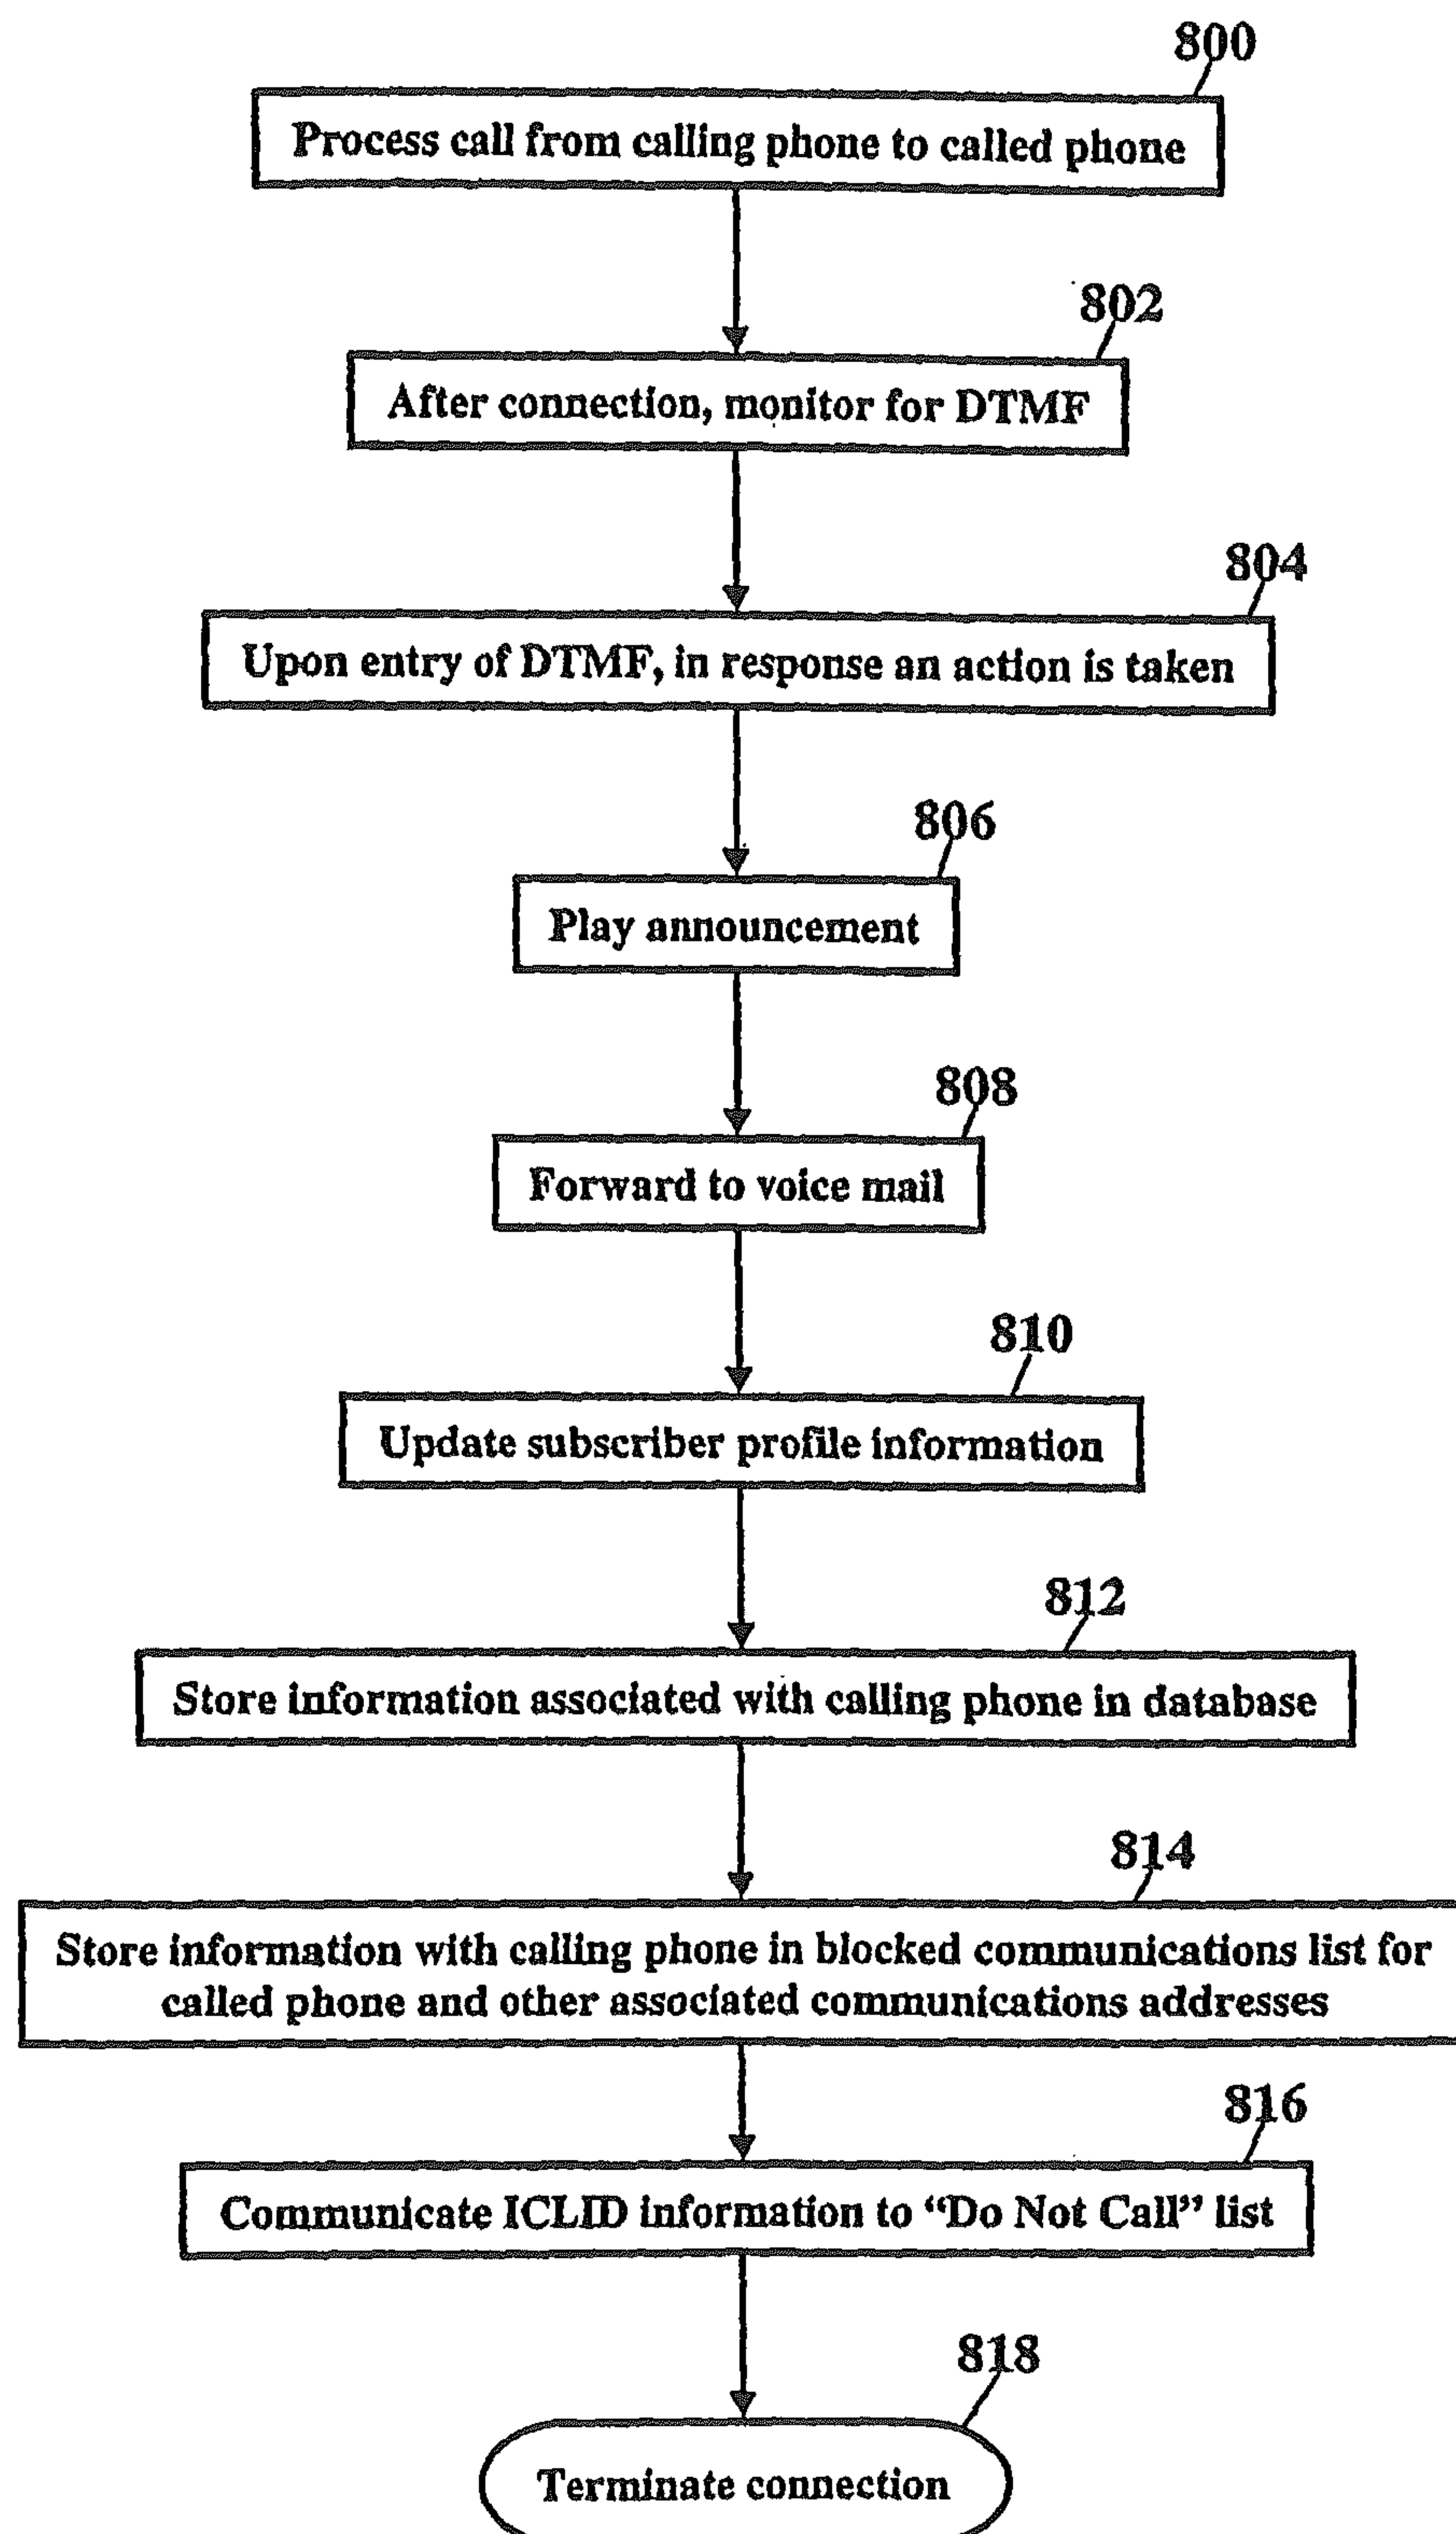 800
Process call from calling phone to called phone
802
After connection, monitor for DTMF
804
Upon entry of DTMF, in response an action is taken
806
Play announcement
808
Forward to voice mail
810
Update subscriber profile information
812
Store information associated with calling phone in database
814
Store information with calling phone in blocked communications list for
called phone and other associated communications addresses
816
Communicate ICLID information to “Do Not Call” list
818
Terminate connection